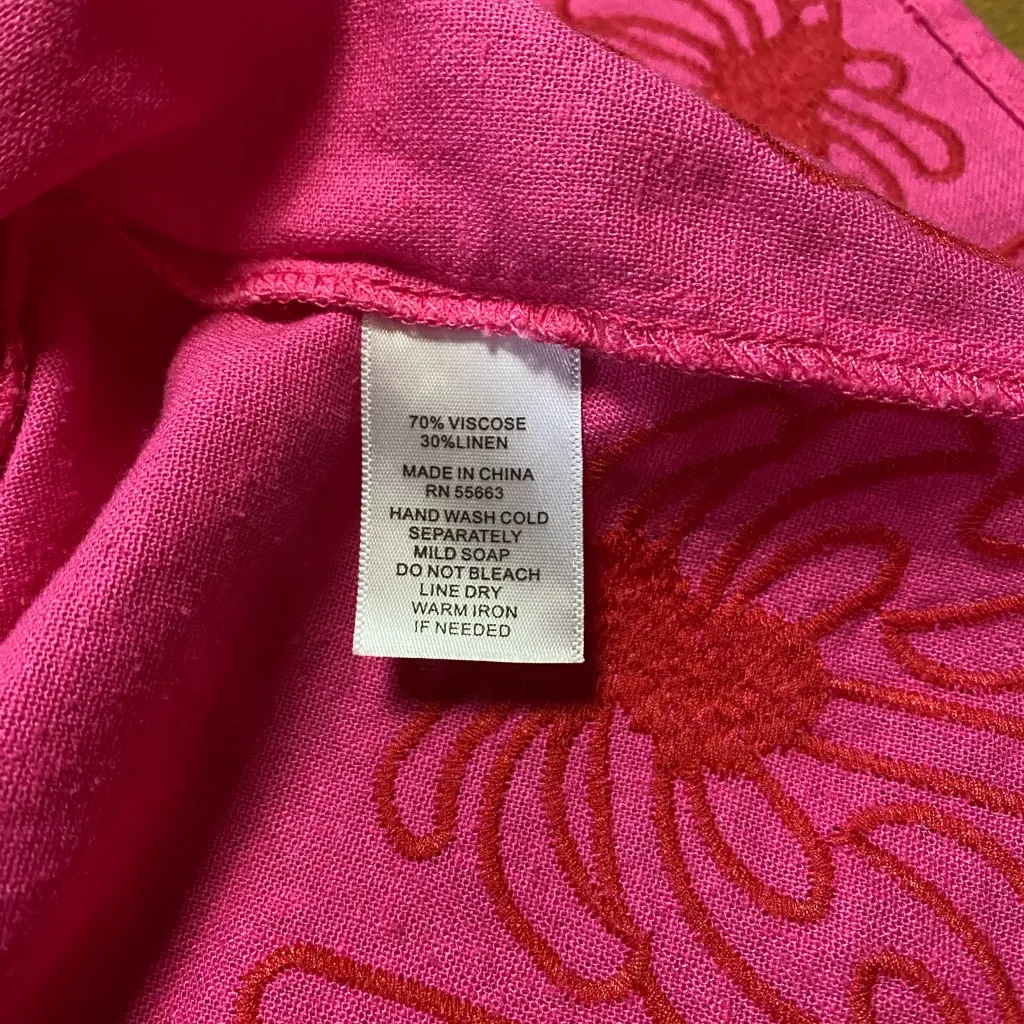 70% VISCOSE
30%LINEN
MADE IN CHINA
RN 55663
HAND WASH COLD
SEPARATELY
MILD SOAP
DO NOT BLEACH
LINE DRY
WARM IRON
IF NEEDED